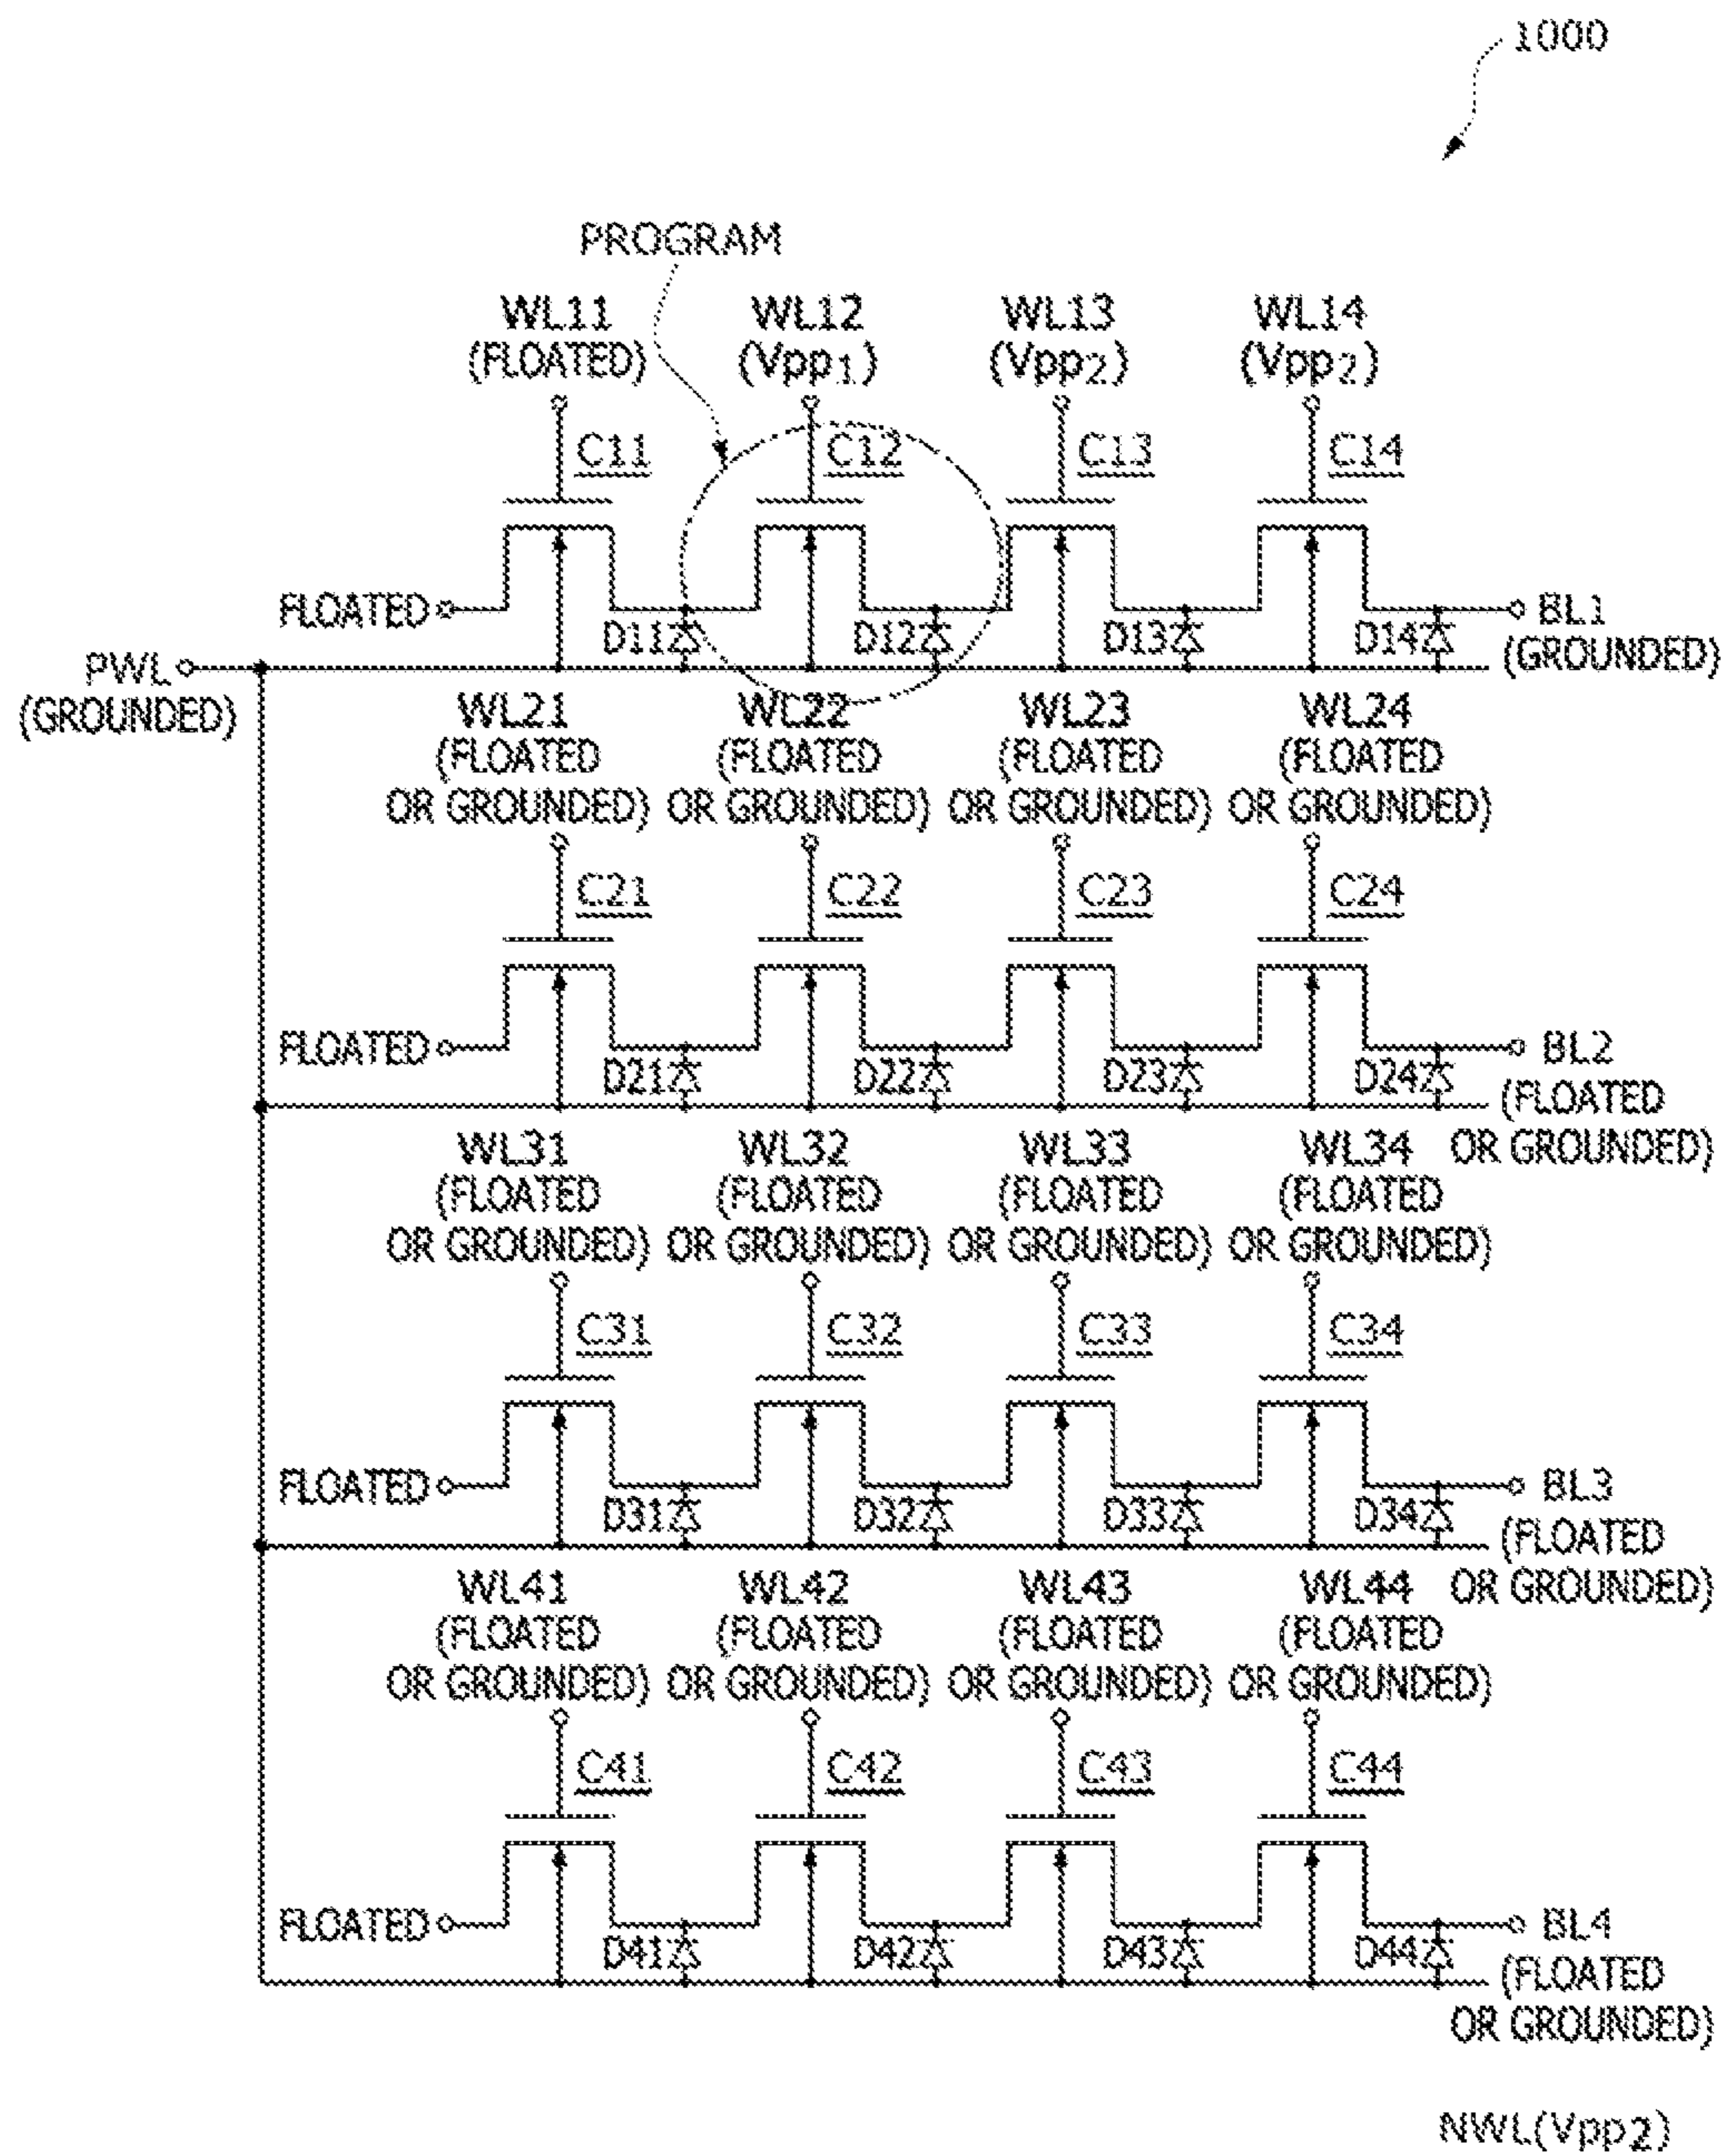 1000
PROGRAM
WL11 WL12 WL13 WL14
(FLOATED) (Vpp1) (Vpp2) (Vpp2)
C11 C12 C13 C14
FLOATED D11 D12 D13 D14 BL1
(GROUNDED)
PWL
(GROUNDED)
WL21 WL22 WL23 WL24
(FLOATED (FLOATED (FLOATED (FLOATED
OR GROUNDED) OR GROUNDED) OR GROUNDED) OR GROUNDED)
C21 C22 C23 C24
FLOATED D21 D22 D23 D24 BL2
(FLOATED
OR GROUNDED)
WL31 WL32 WL33 WL34
(FLOATED (FLOATED (FLOATED (FLOATED
OR GROUNDED) OR GROUNDED) OR GROUNDED) OR GROUNDED)
C31 C32 C33 C34
FLOATED D31 D32 D33 D34 BL3
(FLOATED
OR GROUNDED)
WL41 WL42 WL43 WL44
(FLOATED (FLOATED (FLOATED (FLOATED
OR GROUNDED) OR GROUNDED) OR GROUNDED) OR GROUNDED)
C41 C42 C43 C44
FLOATED D41 D42 D43 D44 BL4
(FLOATED
OR GROUNDED)
NWL(Vpp2)